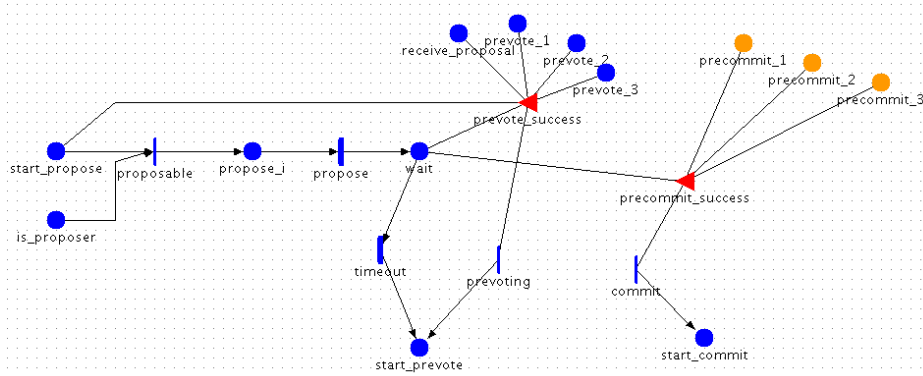 prevote_1
receive_proposal
prevote_2
precommit_1
precommit_2
prevote_3
precommit_3
prevote_success
start_propose
proposable
propose_i
propose
wait
precommit_success
is_proposer
timeout
prevoting
commit
start_prevote
start_commit